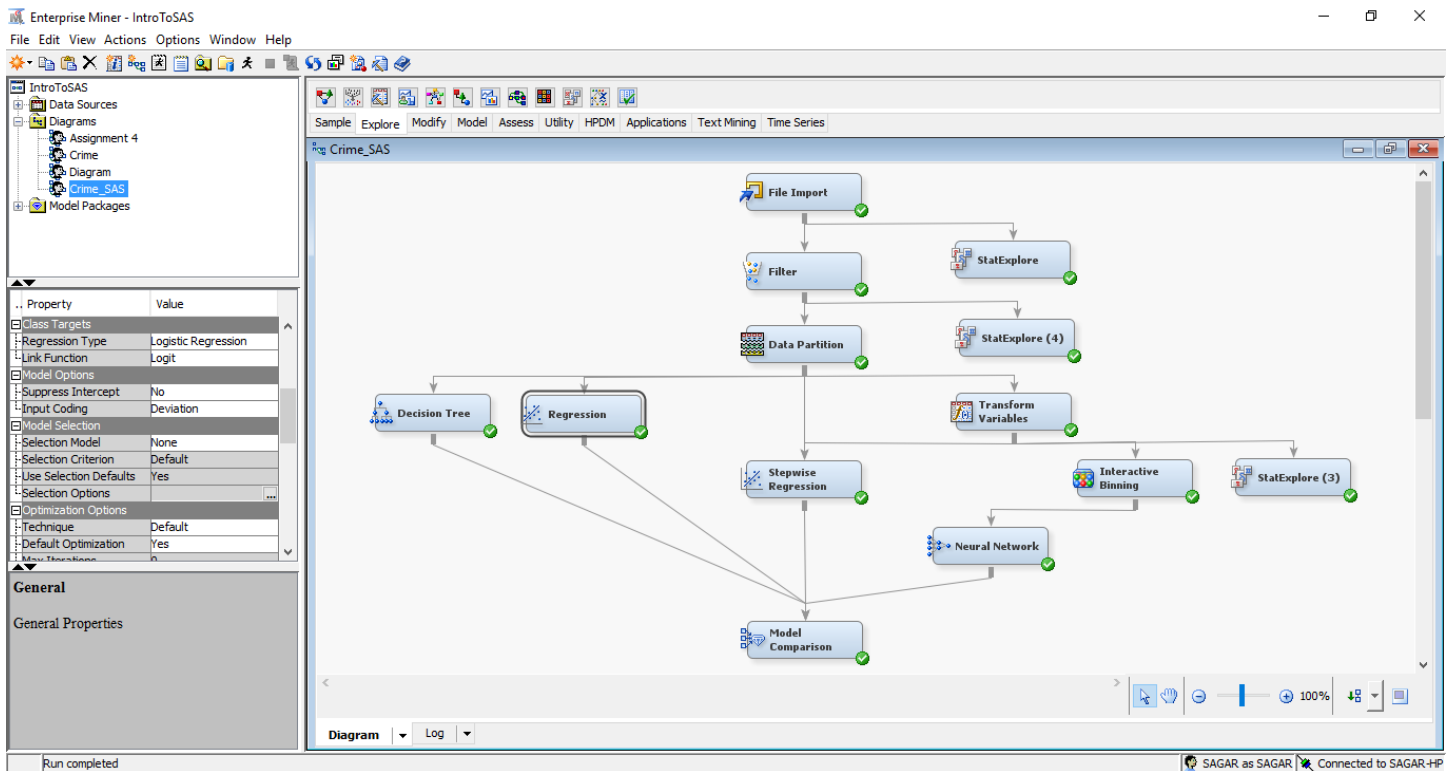 Enterprise Miner - IntroToSAS
File Edit View Actions Options Window Help
IntroToSAS
Data Sources
Diagrams
Assignment 4
Crime
Diagram
Crime_SAS
Model Packages
.. Property Value
Class Targets
Regression Type Logistic Regression
Link Function Logit
Model Options
Suppress Intercept No
Input Coding Deviation
Model Selection
Selection Model None
Selection Criterion Default
Use Selection Defaults Yes
Selection Options ...
Optimization Options
Technique Default
Default Optimization Yes
Max Iterations 0
General
General Properties
Sample Explore Modify Model Assess Utility HPDM Applications Text Mining Time Series
Crime_SAS
File Import
StatExplore
Filter
StatExplore (4)
Data Partition
Decision Tree
Regression
Transform
Variables
Stepwise
Regression
Interactive
Binning
StatExplore (3)
Neural Network
Model
Comparison
100%
Diagram Log
Run completed
SAGAR as SAGAR Connected to SAGAR-HP